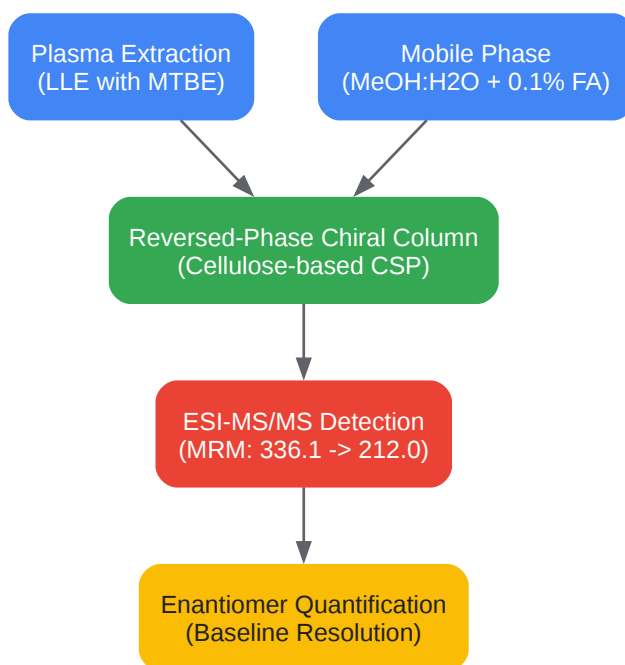 Plasma Extraction
(LLE with MTBE)
Mobile Phase
(MeOH:H2O + 0.1% FA)
Reversed-Phase Chiral Column
(Cellulose-based CSP)
ESI-MS/MS Detection
(MRM: 336.1 -> 212.0)
Enantiomer Quantification
(Baseline Resolution)